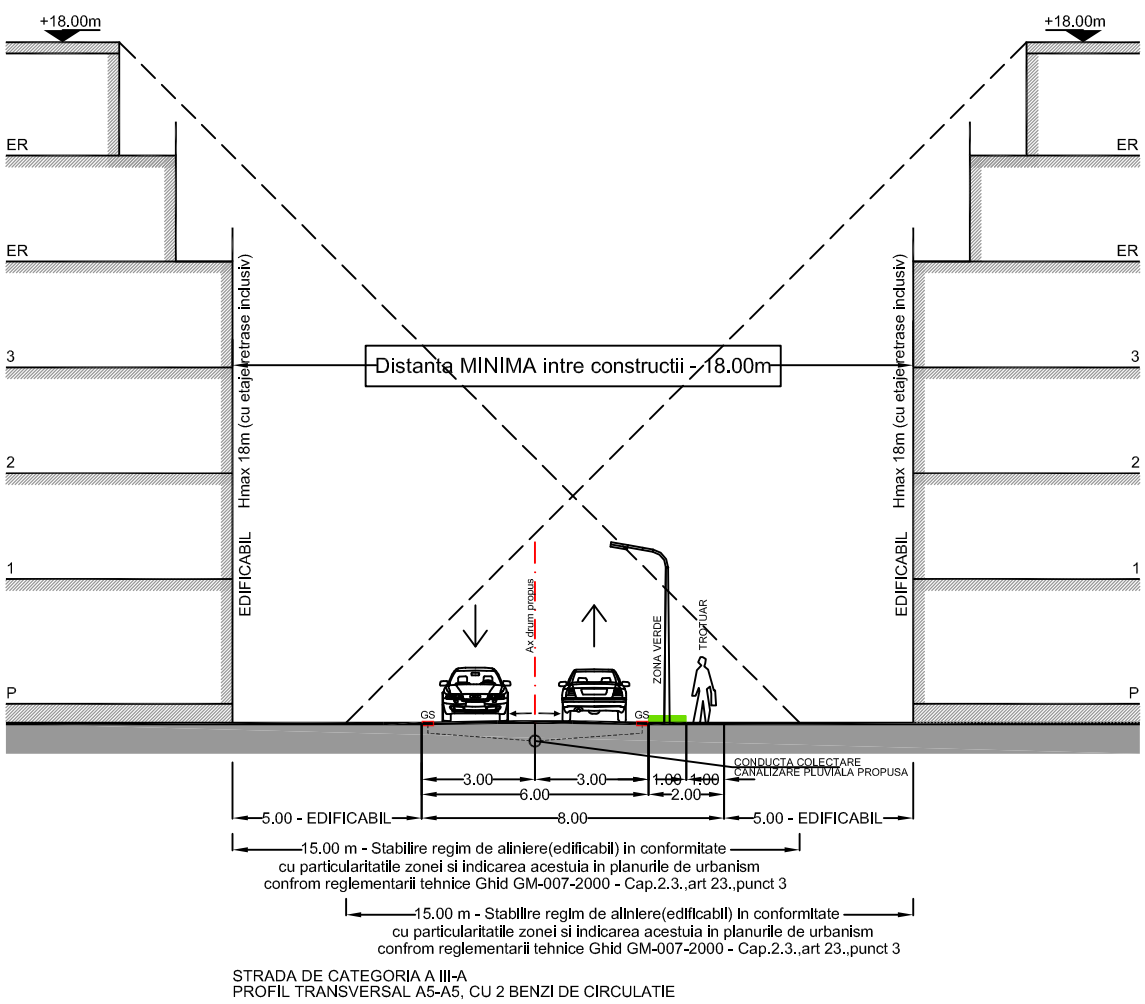 +18.00m
+18.00m
ER
ER
ER
ER
Distanta MINIMA intre constructii - 18.00m
3
3
2
2
1
1
P
P
EDIFICABIL Hmax 18m (cu etaje retrase inclusiv)
EDIFICABIL Hmax 18m (cu etaje retrase inclusiv)
Ax drum propus
ZONA VERDE
TROTUAR
GS
GS
CONDUCTA COLECTARE
CANALIZARE PLUVIALA PROPUSA
3.00
3.00
1.00
1.00
6.00
2.00
5.00 - EDIFICABIL
8.00
5.00 - EDIFICABIL
15.00 m - Stabilire regim de aliniere(edificabil) in conformitate
cu particularitatile zonei si indicarea acestuia in planurile de urbanism
confrom reglementarii tehnice Ghid GM-007-2000 - Cap.2.3.,art 23.,punct 3
15.00 m - Stabilire regim de aliniere(edificabil) in conformitate
cu particularitatile zonei si indicarea acestuia in planurile de urbanism
confrom reglementarii tehnice Ghid GM-007-2000 - Cap.2.3.,art 23.,punct 3
STRADA DE CATEGORIA A III-A
PROFIL TRANSVERSAL A5-A5, CU 2 BENZI DE CIRCULATIE